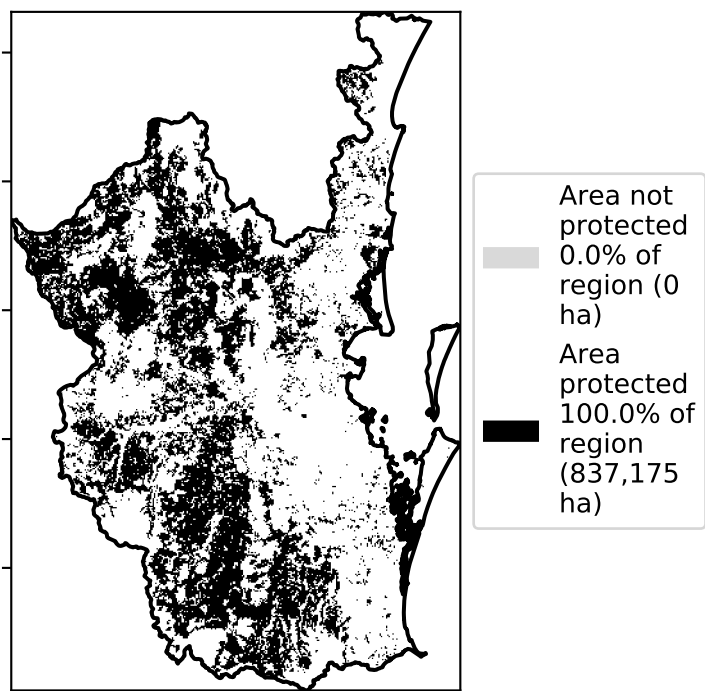 Area not
protected
0.0% of
region (0
ha)
Area
protected
100.0% of
region
(837,175
ha)